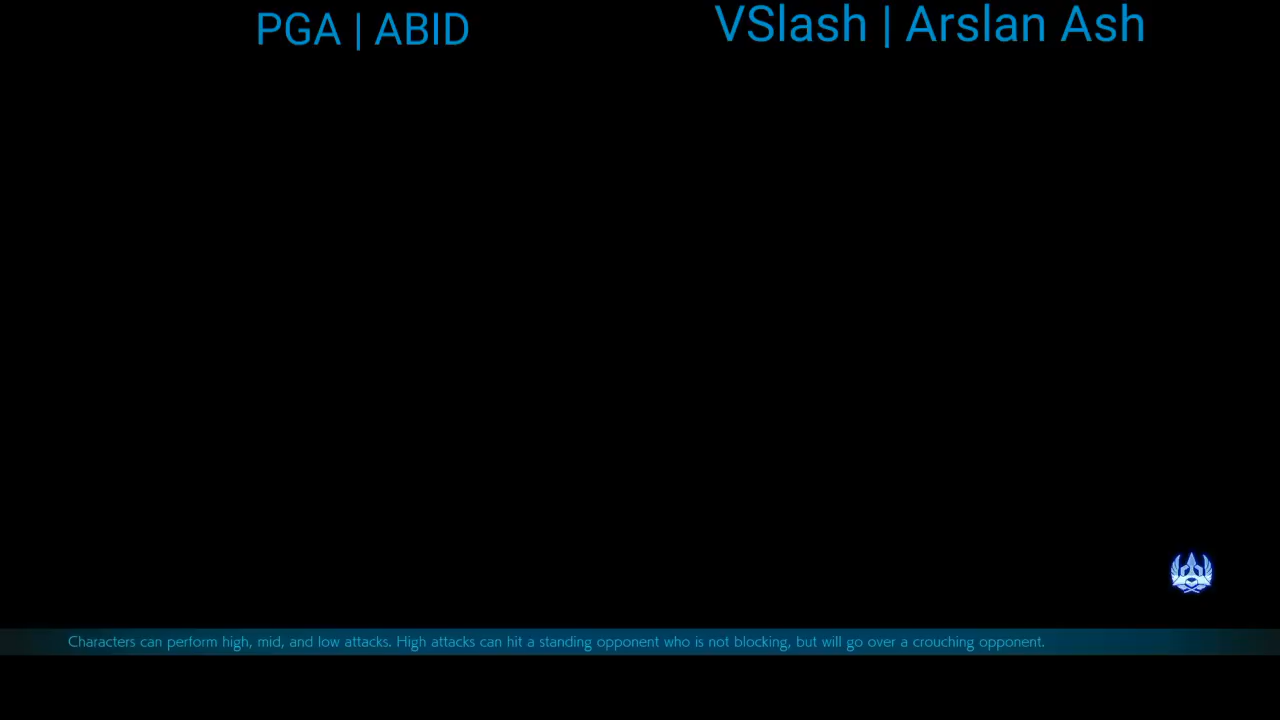 PGA | ABID
VSlash | Arslan Ash
Characters can perform high, mid, and low attacks. High attacks can hit a standing opponent who is not blocking, but will go over a crouching opponent.